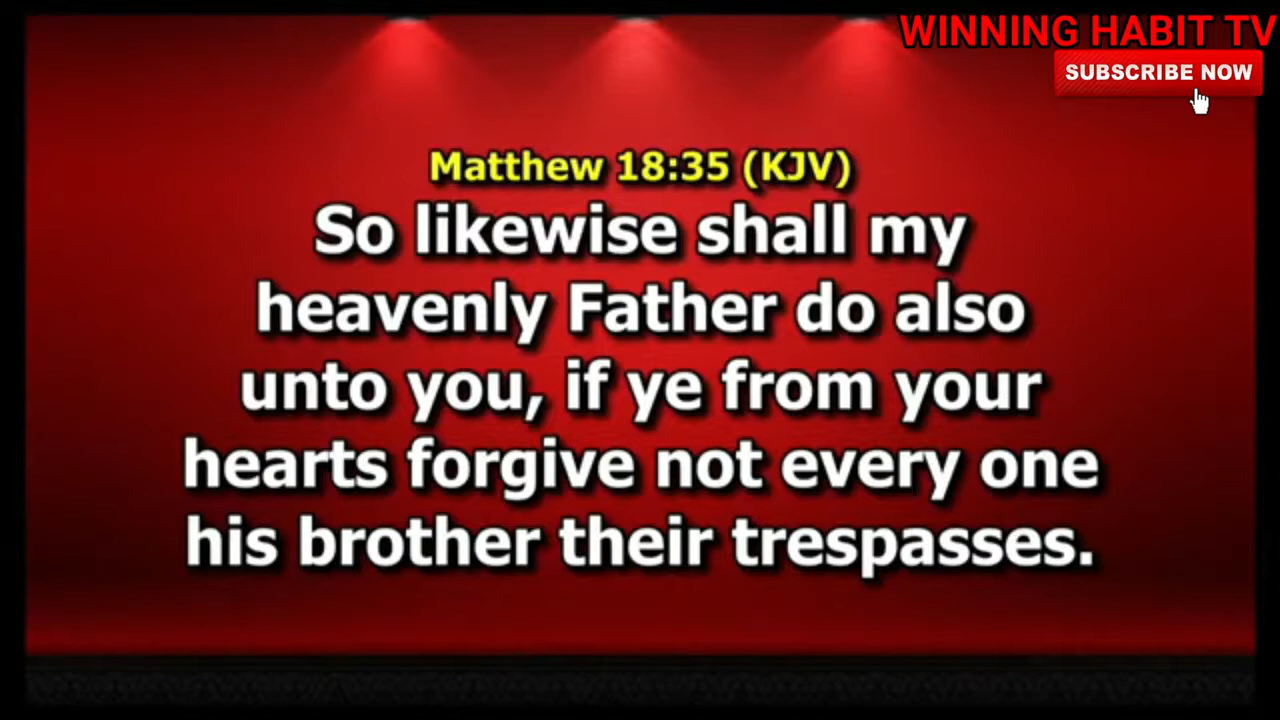 WINNING HABIT TV
SUBSCRIBE NOW
Matthew 18:35 (KJV)
So likewise shall my
heavenly Father do also
unto you, if ye from your
hearts forgive not every one
his brother their trespasses.